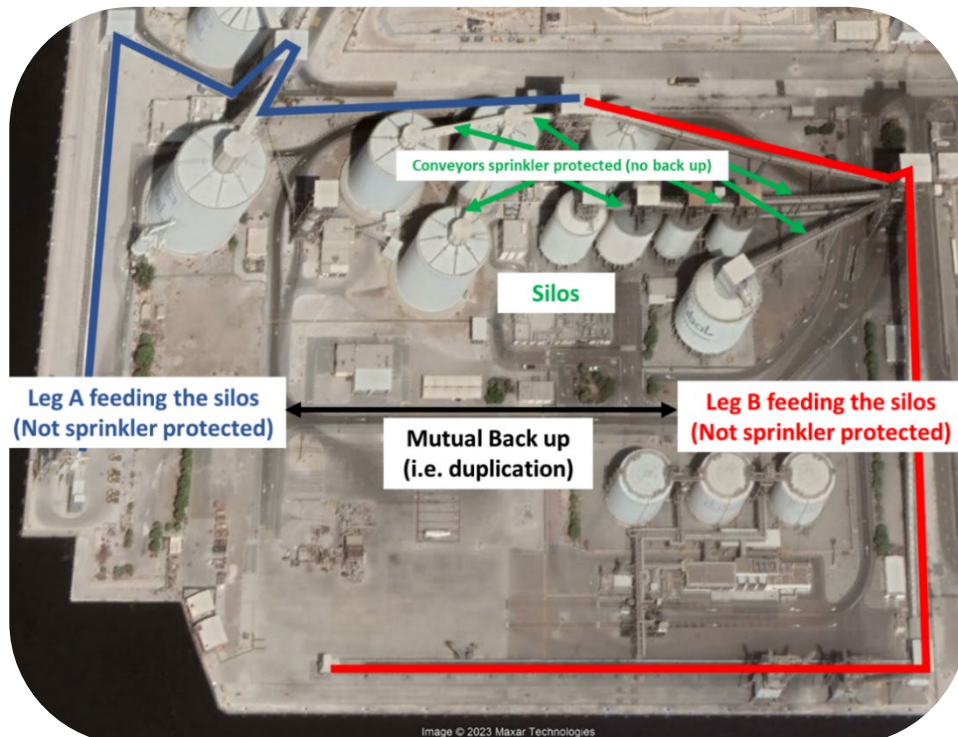 Conveyors sprinkler protected (no back up)
Silos
Leg A feeding the silos
(Not sprinkler protected)
Leg B feeding the silos
(Not sprinkler protected)
Mutual Back up
(i.e. duplication)
Image © 2023 Maxar Technologies